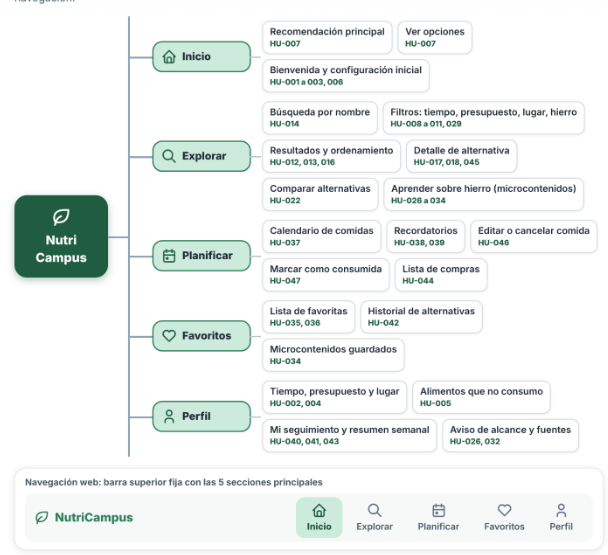 navegación.
Recomendación principal
HU-007
Ver opciones
HU-007
Inicio
Bienvenida y configuración inicial
HU-001 a 003, 006
Búsqueda por nombre
HU-014
Filtros: tiempo, presupuesto, lugar, hierro
HU-008 a 011, 029
Explorar
Resultados y ordenamiento
HU-012, 013, 016
Detalle de alternativa
HU-017, 018, 045
Comparar alternativas
HU-022
Aprender sobre hierro (microcontenidos)
HU-026 a 034
Nutri
Campus
Calendario de comidas
HU-037
Recordatorios
HU-038, 039
Editar o cancelar comida
HU-046
Planificar
Marcar como consumida
HU-047
Lista de compras
HU-044
Lista de favoritas
HU-035, 036
Historial de alternativas
HU-042
Favoritos
Microcontenidos guardados
HU-034
Tiempo, presupuesto y lugar
HU-002, 004
Alimentos que no consumo
HU-005
Perfil
Mi seguimiento y resumen semanal
HU-040, 041, 043
Aviso de alcance y fuentes
HU-026, 032
Navegación web: barra superior fija con las 5 secciones principales
NutriCampus
Inicio
Explorar
Planificar
Favoritos
Perfil